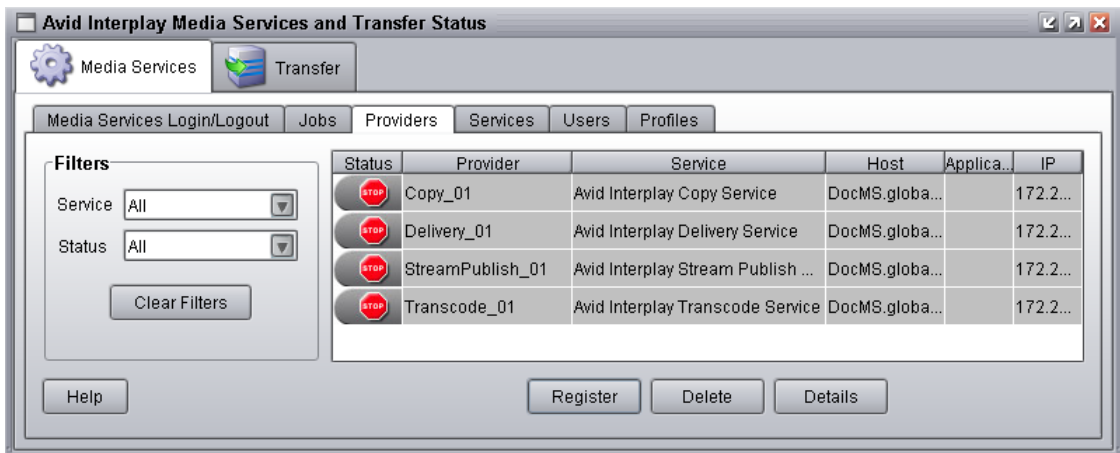 Avid Interplay Media Services and Transfer Status
Media Services Transfer
Media Services Login/Logout Jobs Providers Services Users Profiles
Filters
Service All
Status All
Clear Filters
Status Provider Service Host Applica... IP
STOP Copy_01 Avid Interplay Copy Service DocMS.globa... 172.2...
STOP Delivery_01 Avid Interplay Delivery Service DocMS.globa... 172.2...
STOP StreamPublish_01 Avid Interplay Stream Publish ... DocMS.globa... 172.2...
STOP Transcode_01 Avid Interplay Transcode Service DocMS.globa... 172.2...
Help Register Delete Details